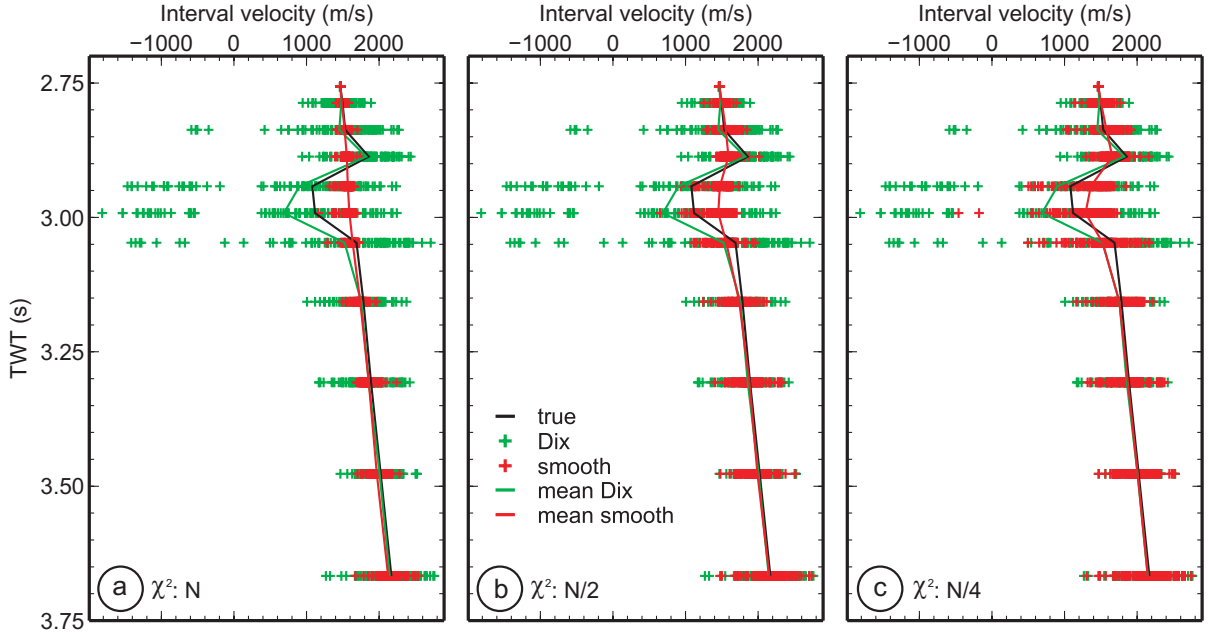 Interval velocity (m/s) Interval velocity (m/s) Interval velocity (m/s)
−1000 0 1000 2000 −1000 0 1000 2000 −1000 0 1000 2000
2.75
3.00
3.25
3.50
3.75
TWT (s)
true
Dix
smooth
mean Dix
mean smooth
a χ²: N
b χ²: N/2
c χ²: N/4